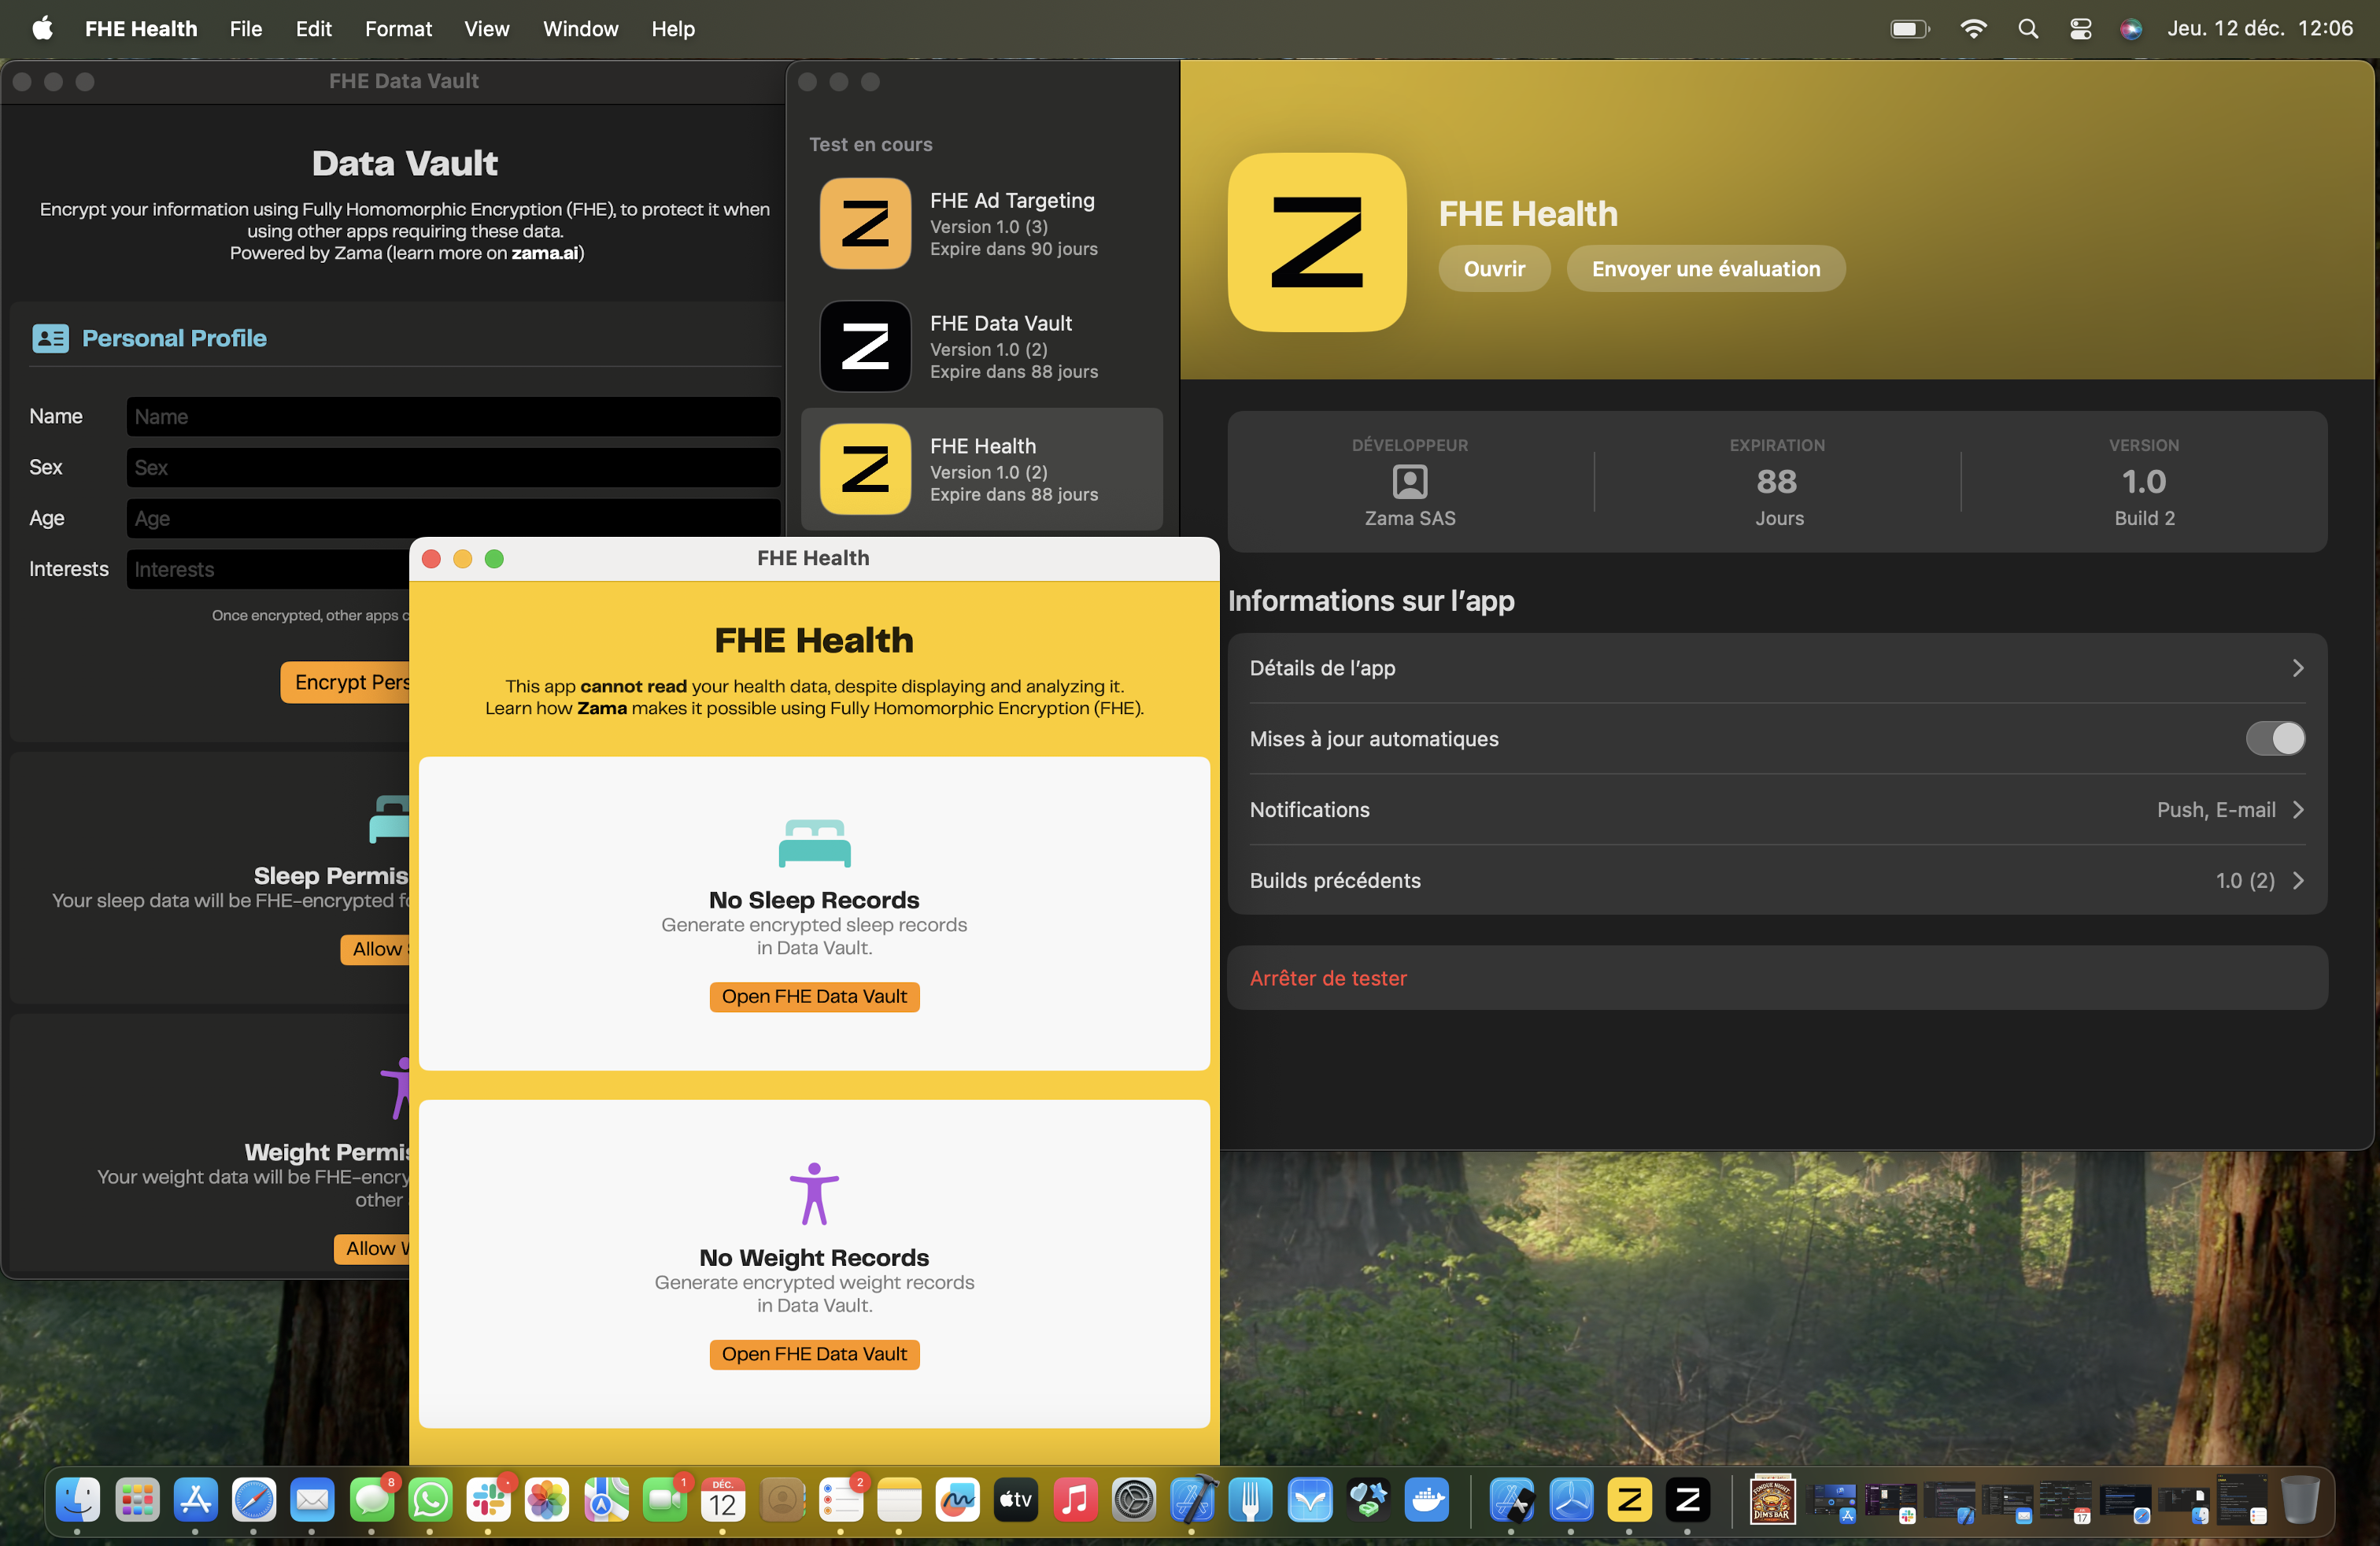 FHE Health File Edit Format View Window Help
Jeu. 12 déc. 12:06
FHE Data Vault
Data Vault
Encrypt your information using Fully Homomorphic Encryption (FHE), to protect it when
using other apps requiring these data.
Powered by Zama (learn more on zama.ai)
Personal Profile
Name Name
Sex Sex
Age Age
Interests Interests
Once encrypted, other apps
Encrypt Pers
Sleep Permis
Your sleep data will be FHE-encrypted
Allow
Weight Permis
Your weight data will be FHE-encry
other
Allow
Test en cours
FHE Ad Targeting
Version 1.0 (3)
Expire dans 90 jours
FHE Data Vault
Version 1.0 (2)
Expire dans 88 jours
FHE Health
Version 1.0 (2)
Expire dans 88 jours
FHE Health
Ouvrir
Envoyer une évaluation
DÉVELOPPEUR
Zama SAS
EXPIRATION
88
Jours
VERSION
1.0
Build 2
Informations sur l'app
Détails de l'app
Mises à jour automatiques
Notifications Push, E-mail
Builds précédents 1.0 (2)
Arrêter de tester
FHE Health
FHE Health
This app cannot read your health data, despite displaying and analyzing it.
Learn how Zama makes it possible using Fully Homomorphic Encryption (FHE).
No Sleep Records
Generate encrypted sleep records
in Data Vault.
Open FHE Data Vault
No Weight Records
Generate encrypted weight records
in Data Vault.
Open FHE Data Vault
8
1
DÉC.
12
2
tv
17